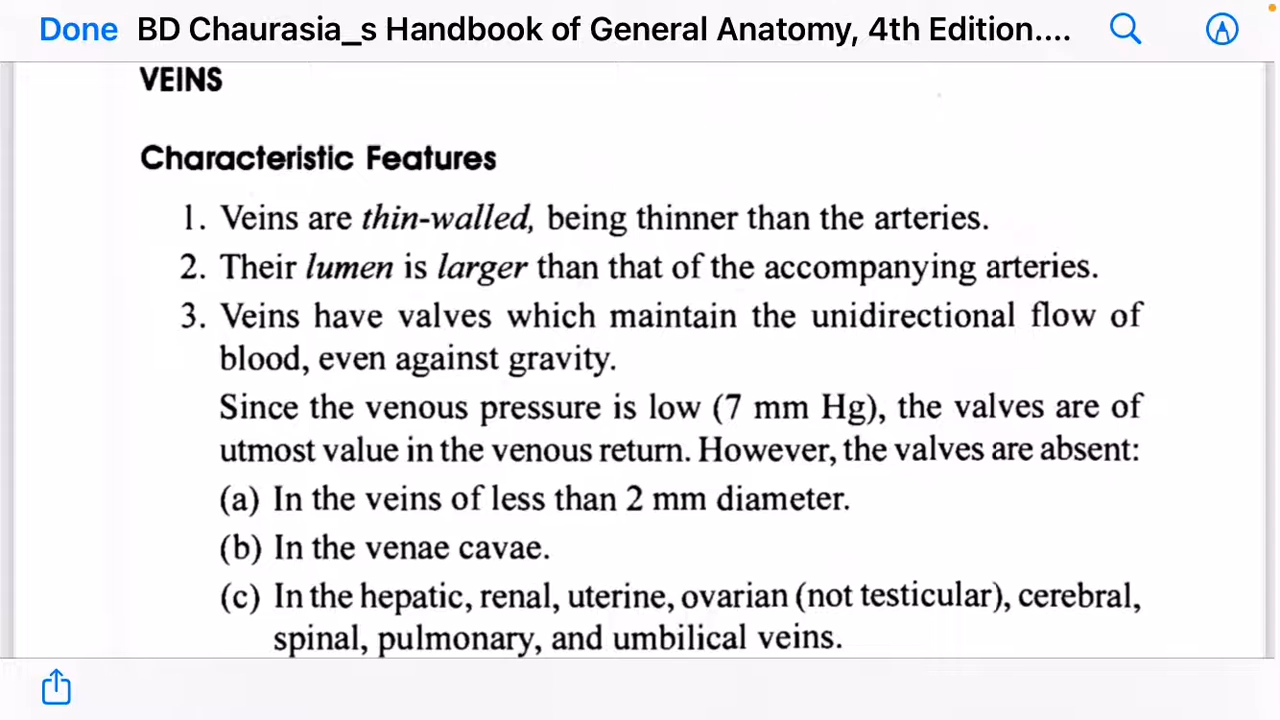 Done BD Chaurasia_s Handbook of General Anatomy, 4th Edition....
VEINS
Characteristic Features
1. Veins are thin-walled, being thinner than the arteries.
2. Their lumen is larger than that of the accompanying arteries.
3. Veins have valves which maintain the unidirectional flow of
blood, even against gravity.
Since the venous pressure is low (7 mm Hg), the valves are of
utmost value in the venous return. However, the valves are absent:
(a) In the veins of less than 2 mm diameter.
(b) In the venae cavae.
(c) In the hepatic, renal, uterine, ovarian (not testicular), cerebral,
spinal, pulmonary, and umbilical veins.